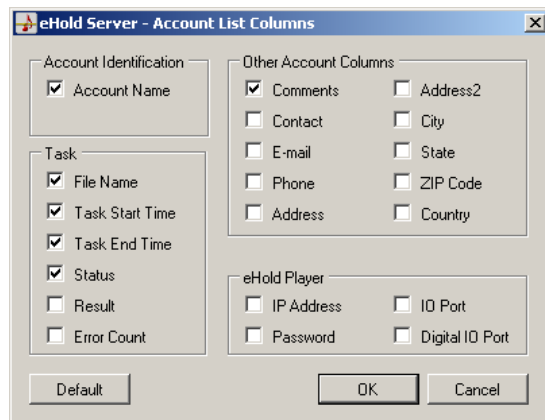 eHold Server - Account List Columns
Account Identification
Account Name
Task
File Name
Task Start Time
Task End Time
Status
Result
Error Count
Other Account Columns
Comments
Contact
E-mail
Phone
Address
Address2
City
State
ZIP Code
Country
eHold Player
IP Address
Password
IO Port
Digital IO Port
Default
OK
Cancel